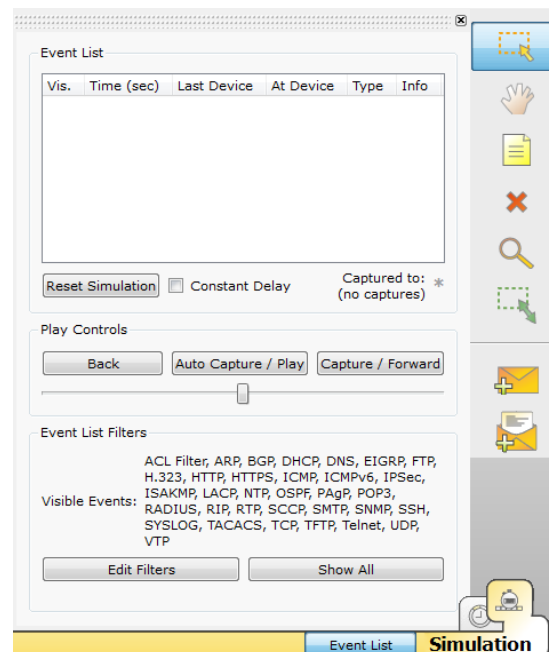 Event List
Vis. Time (sec) Last Device At Device Type Info
Reset Simulation Constant Delay Captured to: *
(no captures)
Play Controls
Back Auto Capture / Play Capture / Forward
Event List Filters
Visible Events:
ACL Filter, ARP, BGP, DHCP, DNS, EIGRP, FTP,
H.323, HTTP, HTTPS, ICMP, ICMPv6, IPSec,
ISAKMP, LACP, NTP, OSPF, PAgP, POP3,
RADIUS, RIP, RTP, SCCP, SMTP, SNMP, SSH,
SYSLOG, TACACS, TCP, TFTP, Telnet, UDP,
VTP
Edit Filters Show All
Event List Simulation